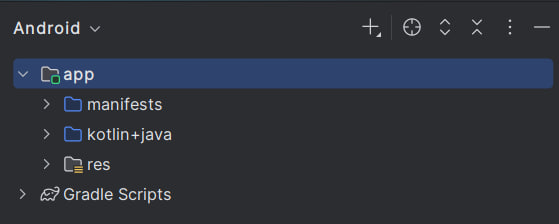 Android
app
manifests
kotlin+java
res
Gradle Scripts